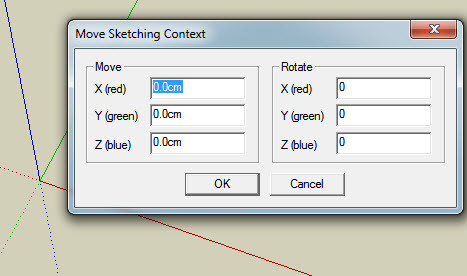 Move Sketching Context
Move
X (red) 0.0cm
Y (green) 0.0cm
Z (blue) 0.0cm
Rotate
X (red) 0
Y (green) 0
Z (blue) 0
OK Cancel